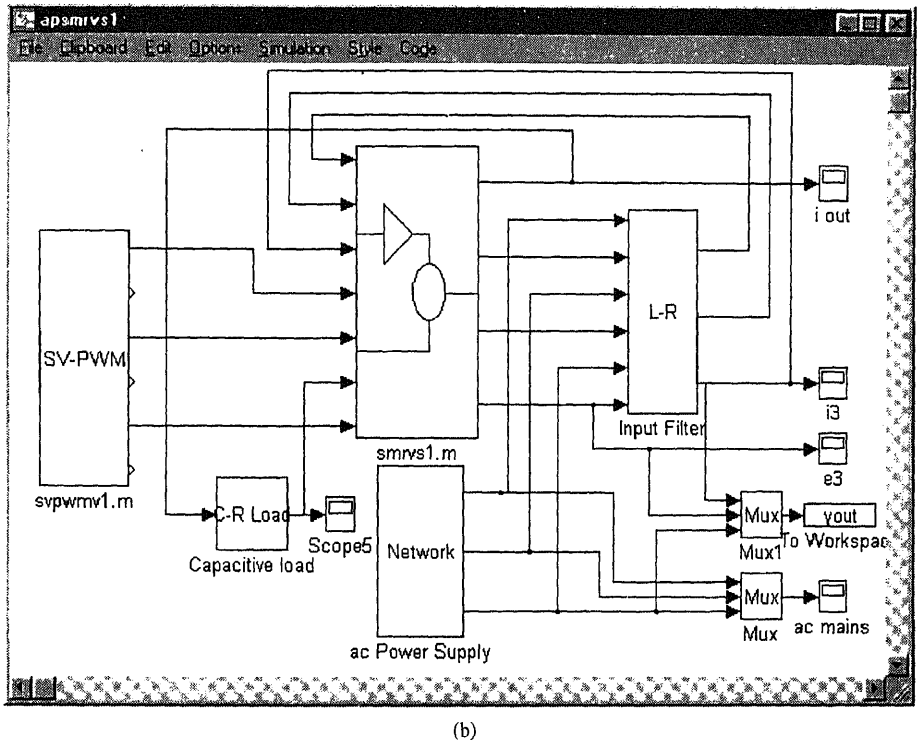 apsmrvs1
File Clipboard Edit Options Simulation Style Code
i out
L-R
SV-PWM
i3
Input Filter
smrvs1.m
e3
svpwmv1.m
C-R Load
Scope5
Capacitive load
Network
Mux
yout
Mux1
To Workspac
Mux
Mux
ac mains
ac Power Supply
(b)